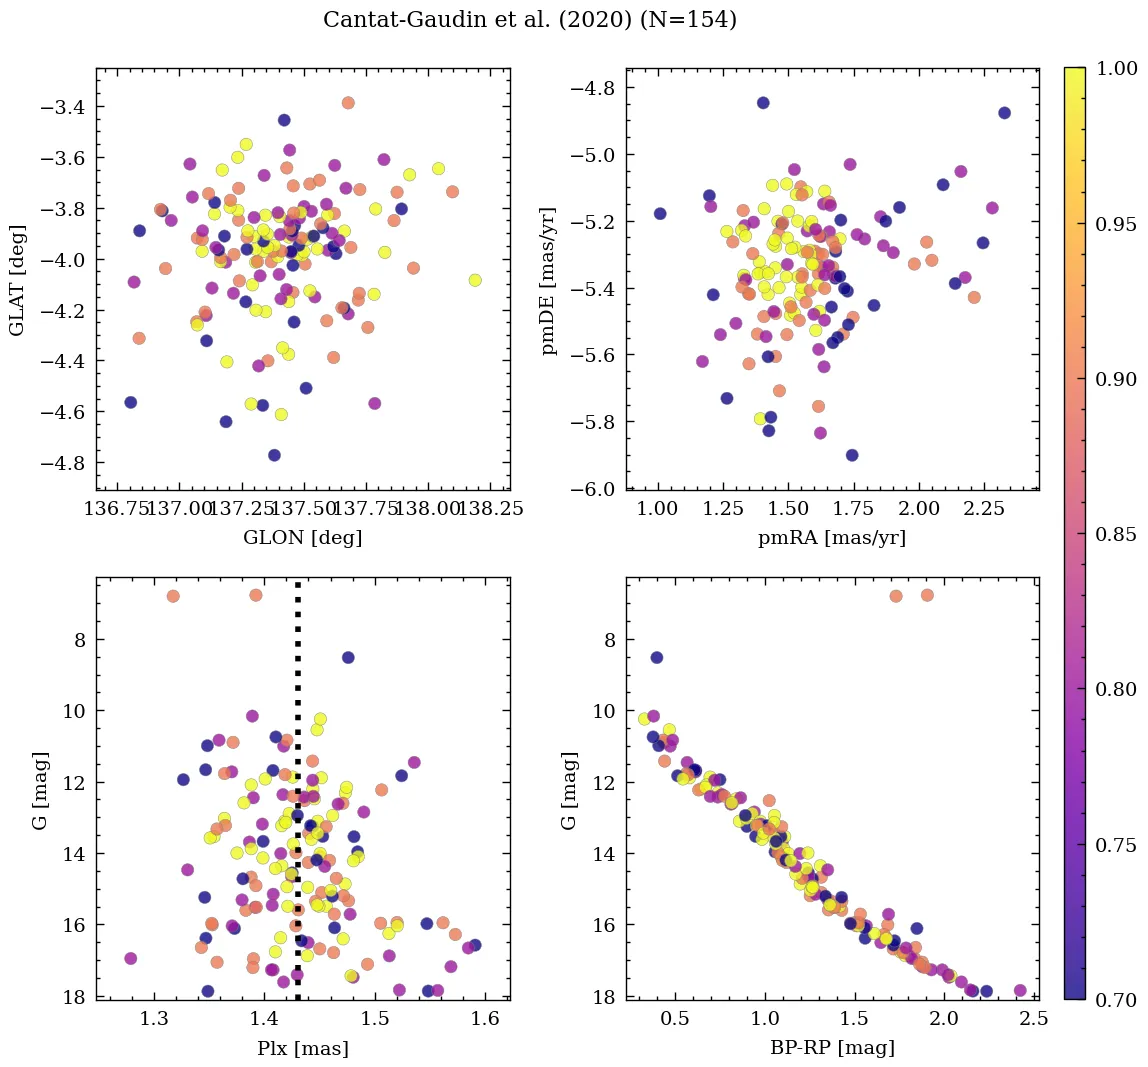 Cantat-Gaudin et al. (2020) (N=154)
−3.4
−3.6
−3.8
−4.0
−4.2
−4.4
−4.6
−4.8
GLAT [deg]
136.75 137.00 137.25 137.50 137.75 138.00 138.25
GLON [deg]
−4.8
−5.0
−5.2
−5.4
−5.6
−5.8
−6.0
pmDE [mas/yr]
1.00 1.25 1.50 1.75 2.00 2.25
pmRA [mas/yr]
8
10
12
14
16
18
G [mag]
1.3 1.4 1.5 1.6
Plx [mas]
8
10
12
14
16
18
G [mag]
0.5 1.0 1.5 2.0 2.5
BP-RP [mag]
1.00
0.95
0.90
0.85
0.80
0.75
0.70